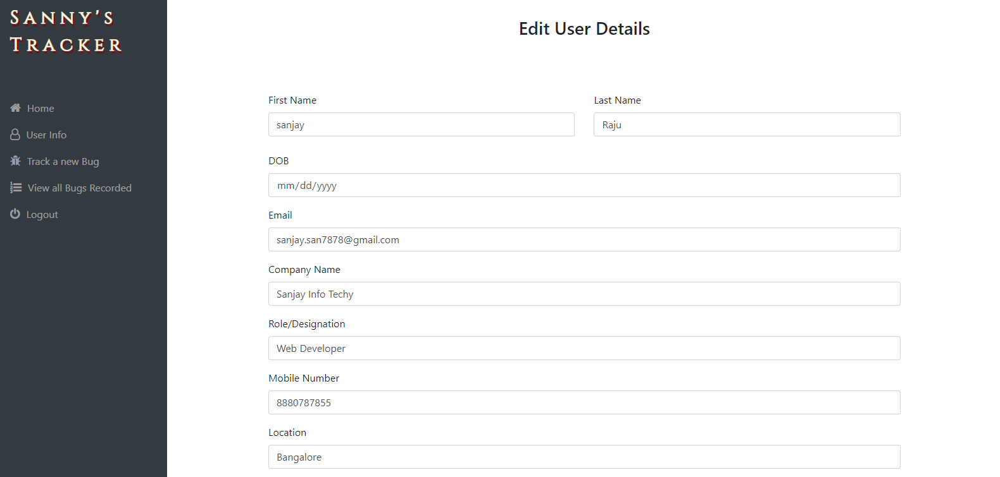 Sanny's
Tracker
Home
User Info
Track a new Bug
View all Bugs Recorded
Logout
Edit User Details
First Name
Last Name
sanjay
Raju
DOB
mm/dd/yyyy
Email
sanjay.san7878@gmail.com
Company Name
Sanjay Info Techy
Role/Designation
Web Developer
Mobile Number
8880787855
Location
Bangalore